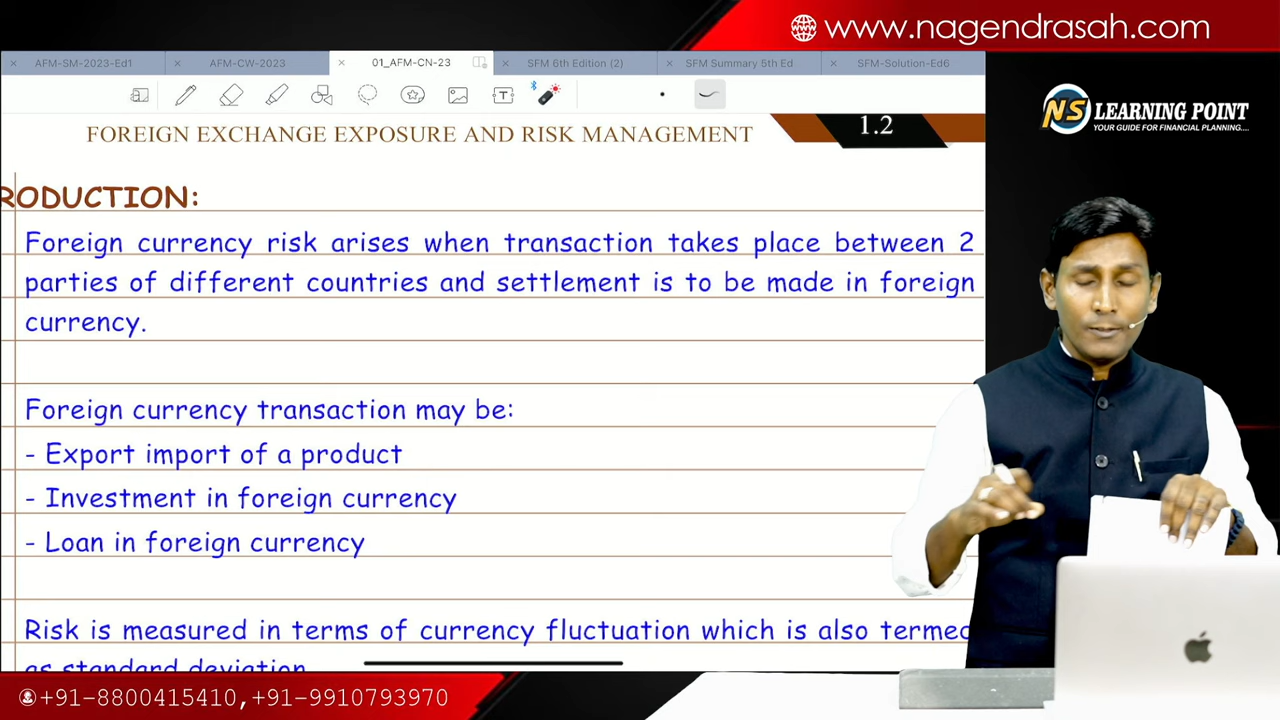 www.nagendrasah.com
AFM-SM-2023-Ed1
AFM-CW-2023
01_AFM-CN-23
SFM 6th Edition (2)
SFM Summary 5th Ed
SFM-Solution-Ed6
NS LEARNING POINT
YOUR GUIDE FOR FINANCIAL PLANNING....
FOREIGN EXCHANGE EXPOSURE AND RISK MANAGEMENT
1.2
RODUCTION:
Foreign currency risk arises when transaction takes place between 2
parties of different countries and settlement is to be made in foreign
currency.
Foreign currency transaction may be:
- Export import of a product
- Investment in foreign currency
- Loan in foreign currency
Risk is measured in terms of currency fluctuation which is also termed
as standard deviation
+91-8800415410,+91-9910793970